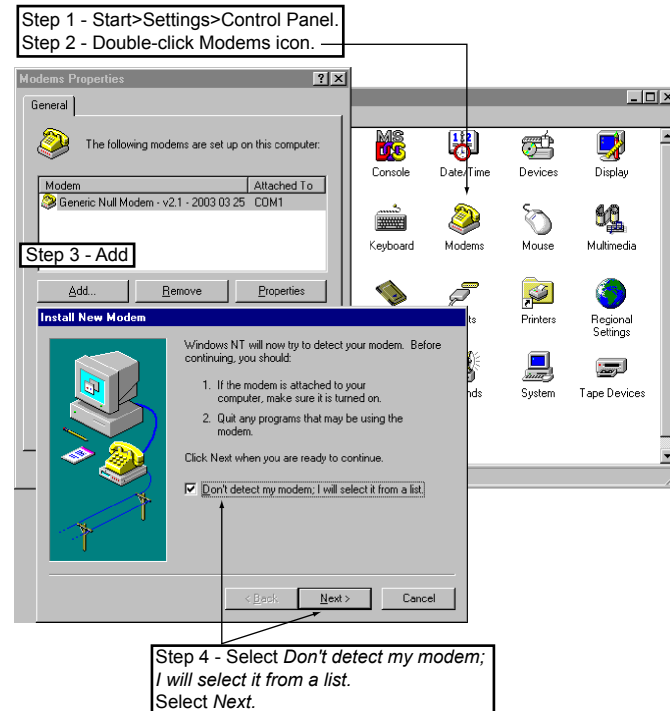 Step 1 - Start>Settings>Control Panel.
Step 2 - Double-click Modems icon.
Modems Properties
General
The following modems are set up on this computer:
Modem
Attached To
Generic Null Modem - v2.1 - 2003 03 25
COM1
Step 3 - Add
Add...
Remove
Properties
MS
DOS
Console
Date/Time
Devices
Display
Keyboard
Modems
Mouse
Multimedia
Printers
Regional
Settings
System
Tape Devices
Install New Modem
Windows NT will now try to detect your modem. Before
continuing, you should:
1. If the modem is attached to your
computer, make sure it is turned on.
2. Quit any programs that may be using the
modem.
Click Next when you are ready to continue.
Don't detect my modem; I will select it from a list.
< Back
Next >
Cancel
Step 4 - Select Don't detect my modem;
I will select it from a list.
Select Next.